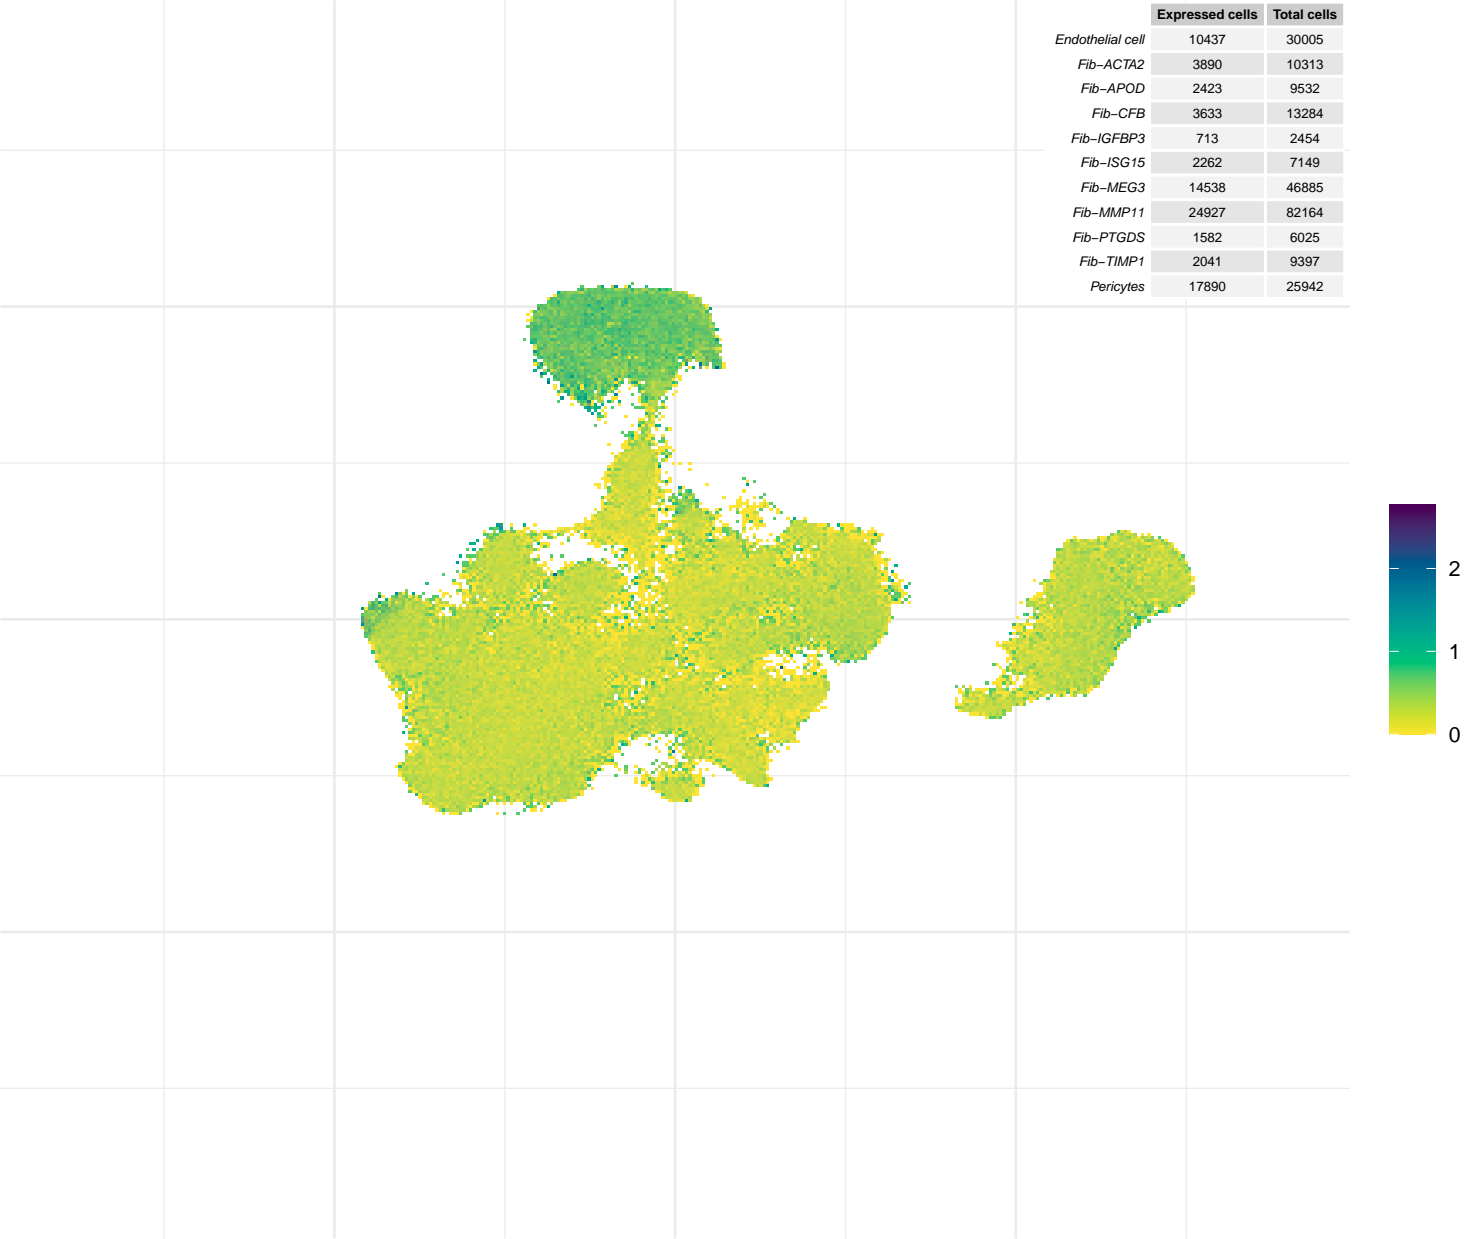 Expressed cells Total cells
Endothelial cell 10437 30005
Fib−ACTA2 3890 10313
Fib−APOD 2423 9532
Fib−CFB 3633 13284
Fib−IGFBP3 713 2454
Fib−ISG15 2262 7149
Fib−MEG3 14538 46885
Fib−MMP11 24927 82164
Fib−PTGDS 1582 6025
Fib−TIMP1 2041 9397
Pericytes 17890 25942
2
1
0